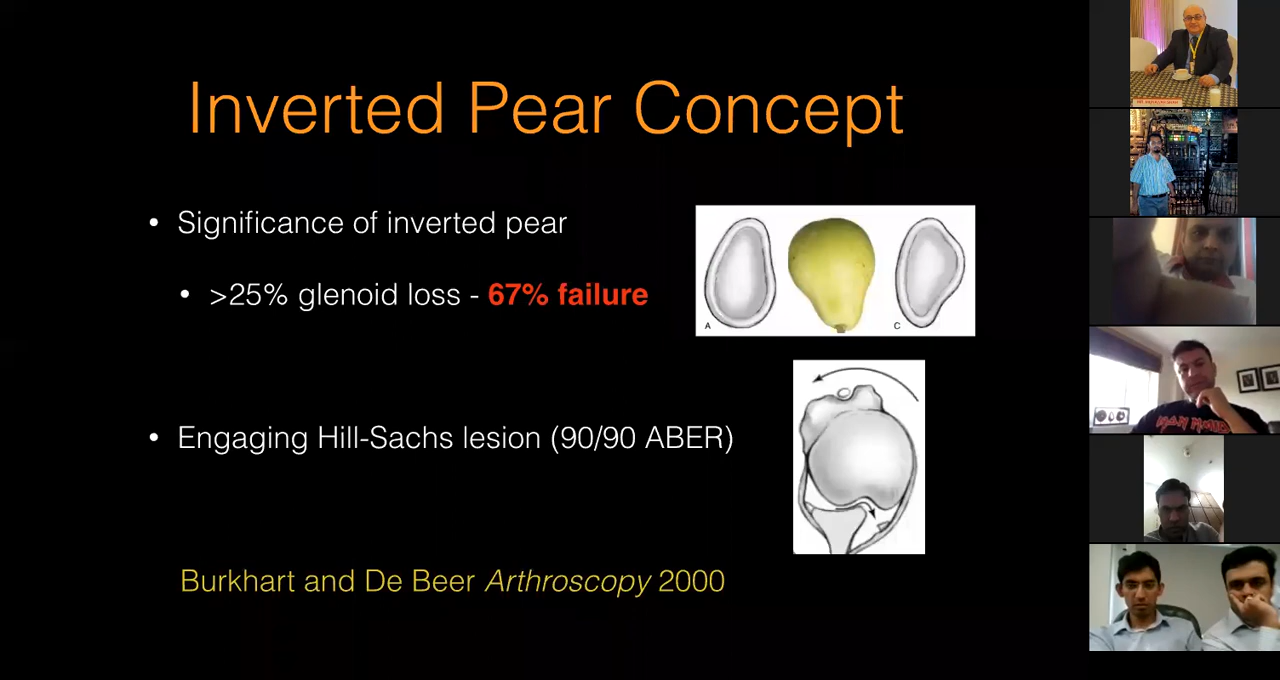 Inverted Pear Concept
• Significance of inverted pear
• >25% glenoid loss - 67% failure
A
C
• Engaging Hill-Sachs lesion (90/90 ABER)
Burkhart and De Beer Arthroscopy 2000